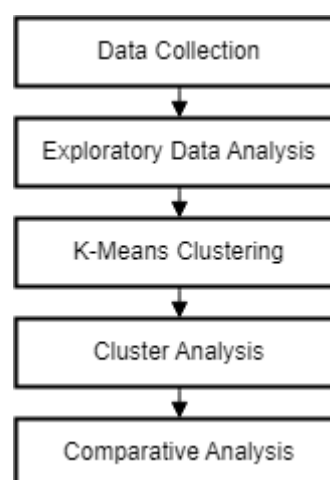 Data Collection
Exploratory Data Analysis
K-Means Clustering
Cluster Analysis
Comparative Analysis